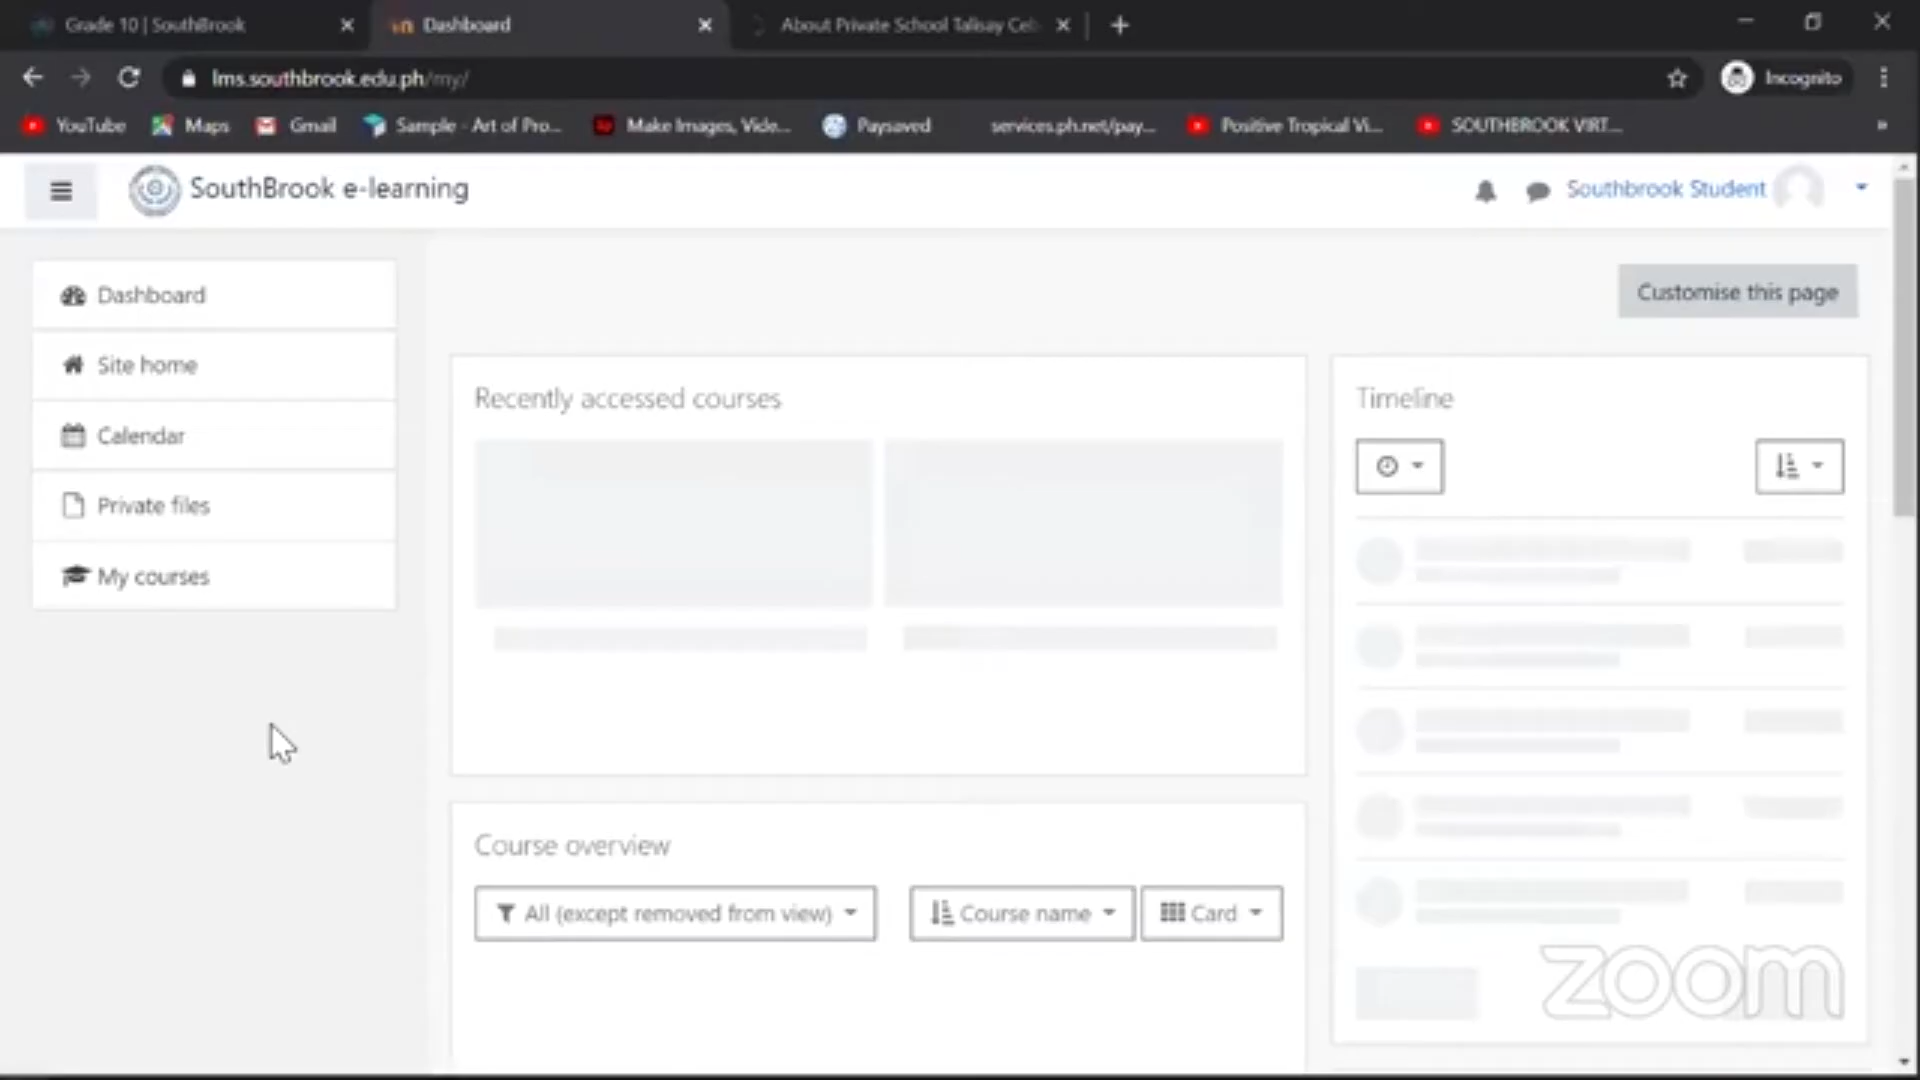 Grade 10 | SouthBrook
Dashboard
About Private School Talisay Ceb
lms.southbrook.edu.ph/my/
Incognito
YouTube
Maps
Gmail
Sample - Art of Pro...
Make Images, Vide...
Paysaved
services.ph.net/pay...
Positive Tropical Vi...
SOUTHBROOK VIRT...
SouthBrook e-learning
Southbrook Student
Dashboard
Site home
Calendar
Private files
My courses
Customise this page
Recently accessed courses
Timeline
Course overview
All (except removed from view)
Course name
Card
zoom